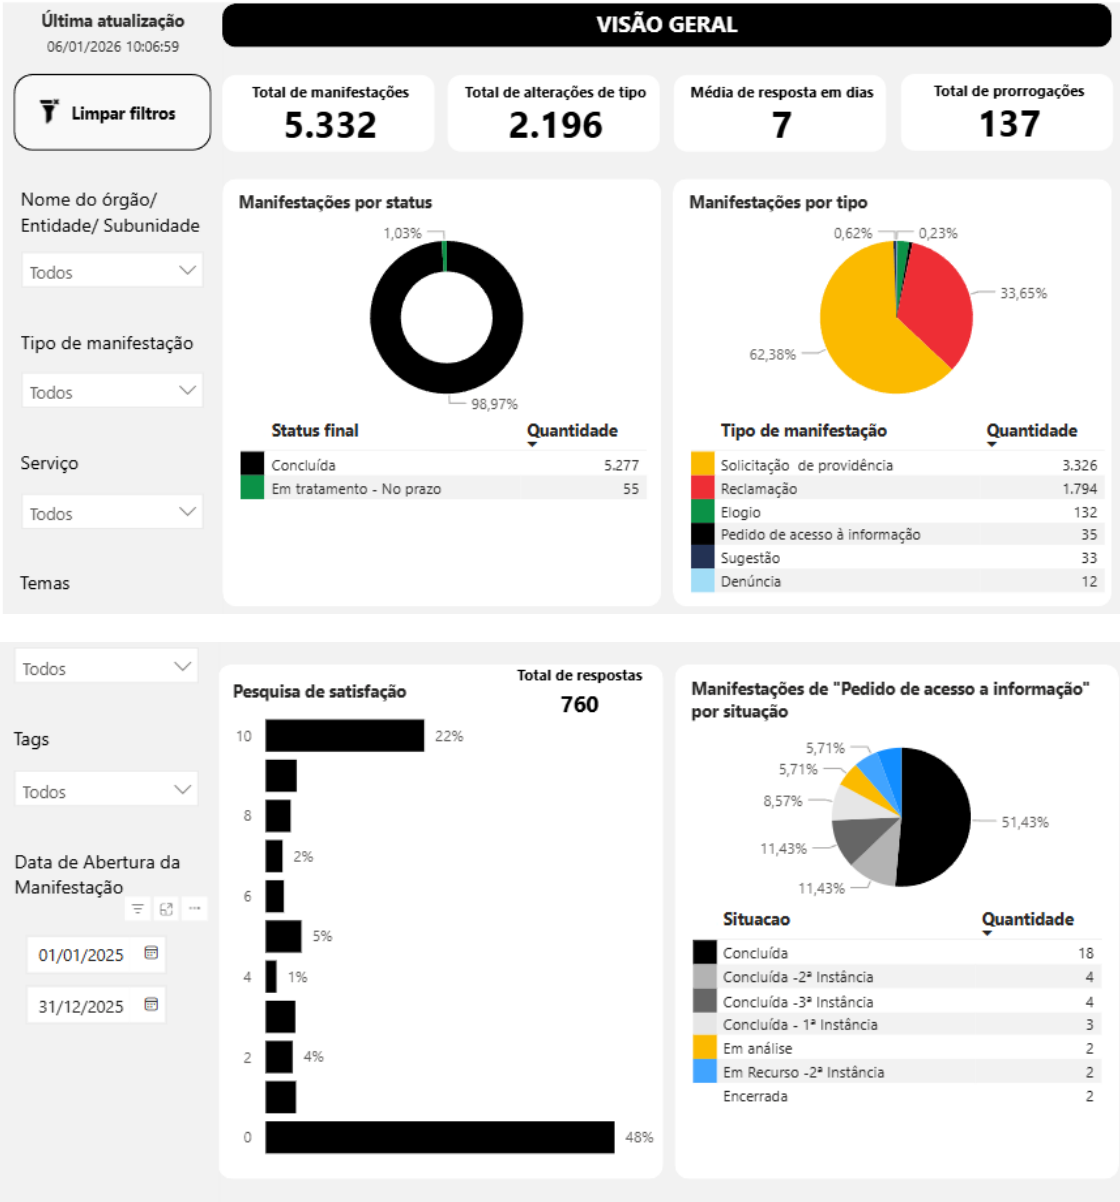 Última atualização
06/01/2026 10:06:59
VISÃO GERAL
Limpar filtros
Total de manifestações
5.332
Total de alterações de tipo
2.196
Média de resposta em dias
7
Total de prorrogações
137
Nome do órgão/
Entidade/ Subunidade
Todos
Tipo de manifestação
Todos
Serviço
Todos
Temas
Manifestações por status
1,03%
98,97%
Status final Quantidade
Concluída 5.277
Em tratamento - No prazo 55
Manifestações por tipo
0,62% 0,23%
33,65%
62,38%
Tipo de manifestação Quantidade
Solicitação de providência 3.326
Reclamação 1.794
Elogio 132
Pedido de acesso à informação 35
Sugestão 33
Denúncia 12
Todos
Tags
Todos
Data de Abertura da
Manifestação
01/01/2025
31/12/2025
Pesquisa de satisfação
Total de respostas
760
10 22%
8
2%
6
5%
4 1%
2 4%
0 48%
Manifestações de "Pedido de acesso a informação"
por situação
5,71%
5,71%
8,57%
51,43%
11,43%
11,43%
Situacao Quantidade
Concluída 18
Concluída -2ª Instância 4
Concluída -3ª Instância 4
Concluída - 1ª Instância 3
Em análise 2
Em Recurso -2ª Instância 2
Encerrada 2